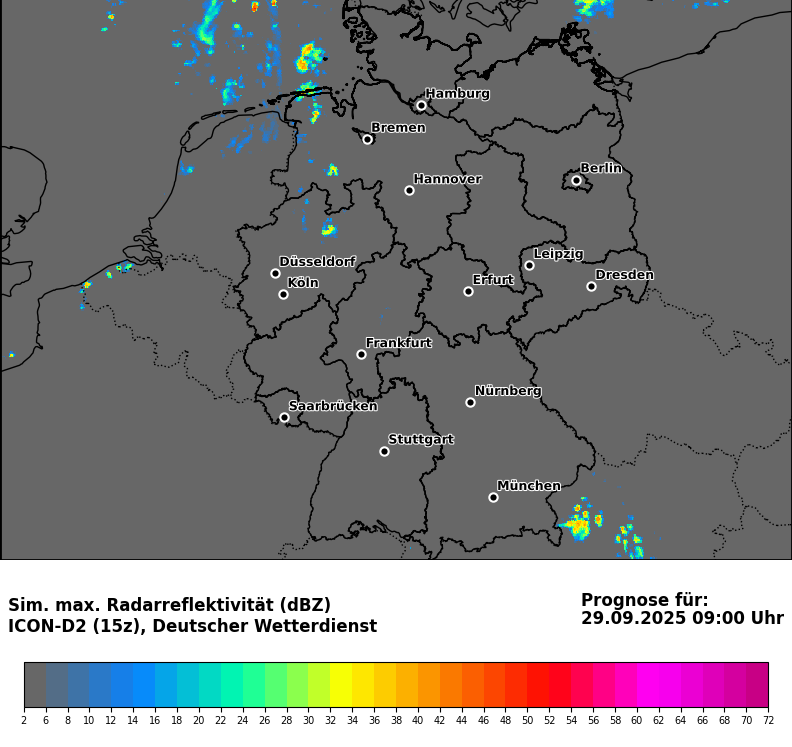 Hamburg
Bremen
Berlin
Hannover
Leipzig
Düsseldorf
Dresden
Köln
Erfurt
Frankfurt
Nürnberg
Saarbrücken
Stuttgart
München
Sim. max. Radarreflektivität (dBZ)
ICON-D2 (15z), Deutscher Wetterdienst
Prognose für:
29.09.2025 09:00 Uhr
2 6 8 10 12 14 16 18 20 22 24 26 28 30 32 34 36 38 40 42 44 46 48 50 52 54 56 58 60 62 64 66 68 70 72